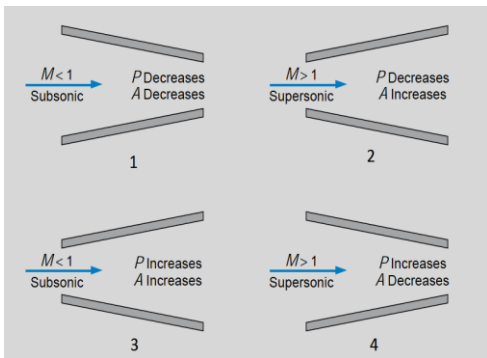 M < 1
Subsonic
P Decreases
A Decreases
1
M > 1
Supersonic
P Decreases
A Increases
2
M < 1
Subsonic
P Increases
A Increases
3
M > 1
Supersonic
P Increases
A Decreases
4